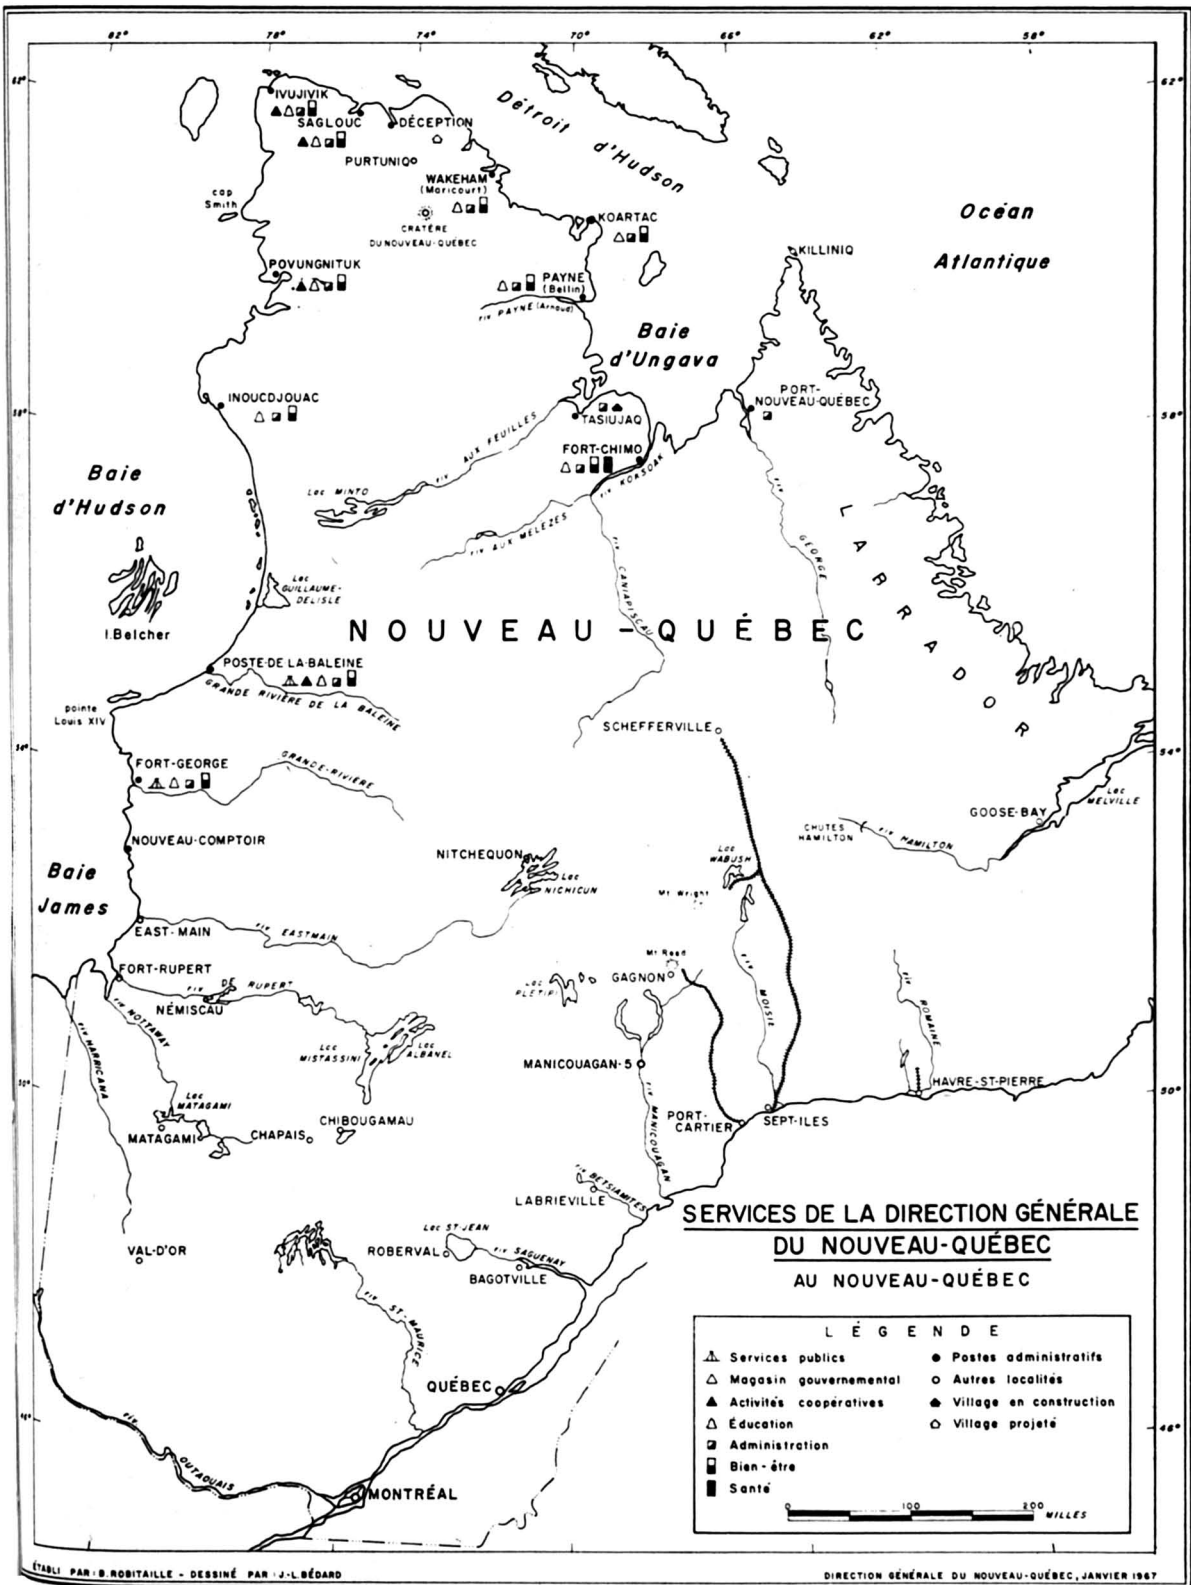 82°
78°
74°
70°
66°
62°
58°
62°
62°
IVUJIVIK
SAGLOUC
DÉCEPTION
PURTUNIQ
WAKEHAM
(Maricourt)
Détroit
d'Hudson
cap
Smith
CRATÈRE
DU NOUVEAU-QUÉBEC
KOARTAC
Océan
Atlantique
KILLINIQ
POVUNGNITUK
PAYNE
(Bellin)
riv PAYNE (Arnaud)
Baie
d'Ungava
INOUCDJOUAC
58°
58°
PORT-
NOUVEAU-QUÉBEC
TASIUJAQ
riv AUX FEUILLES
FORT-CHIMO
riv KOKSOAK
Baie
d'Hudson
Lac MINTO
riv AUX MÉLÈZES
riv CANIAPISCAU
riv GEORGE
LABRADOR
Lac
GUILLAUME-
DELISLE
I.Belcher
NOUVEAU-QUÉBEC
POSTE-DE-LA-BALEINE
GRANDE RIVIÈRE DE LA BALEINE
pointe
Louis XIV
SCHEFFERVILLE
54°
54°
FORT-GEORGE
GRANDE-RIVIÈRE
Lac
MELVILLE
GOOSE-BAY
CHUTES
HAMILTON
riv HAMILTON
NOUVEAU-COMPTOIR
NITCHEQUON
Lac
NICHICUN
Lac
WABUSH
Mt Wright
Baie
James
EAST-MAIN
riv EASTMAIN
FORT-RUPERT
riv DE RUPERT
NÉMISCAU
Mt Reed
GAGNON
Lac
PLÉTIPI
riv MOISIE
riv ROMAINE
riv NOTTAWAY
riv HARRICANA
Lac
MISTASSINI
Lac
ALBANEL
MANICOUAGAN-5
HAVRE-ST-PIERRE
50°
50°
Lac
MATAGAMI
MATAGAMI
CHAPAIS
CHIBOUGAMAU
riv MANICOUAGAN
PORT-
CARTIER
SEPT-ILES
riv BETSIAMITES
LABRIEVILLE
VAL-D'OR
Lac ST-JEAN
ROBERVAL
riv SAGUENAY
BAGOTVILLE
riv ST-MAURICE
QUÉBEC
46°
46°
riv OUTAOUAIS
MONTRÉAL
SERVICES DE LA DIRECTION GÉNÉRALE
DU NOUVEAU-QUÉBEC
AU NOUVEAU-QUÉBEC
LÉGENDE
Services publics
Magasin gouvernemental
Activités coopératives
Éducation
Administration
Bien-être
Santé
Postes administratifs
Autres localités
Village en construction
Village projeté
0 100 200
MILLES
ÉTABLI PAR : B. ROBITAILLE - DESSINÉ PAR : J.-L. BÉDARD
DIRECTION GÉNÉRALE DU NOUVEAU-QUÉBEC, JANVIER 1967